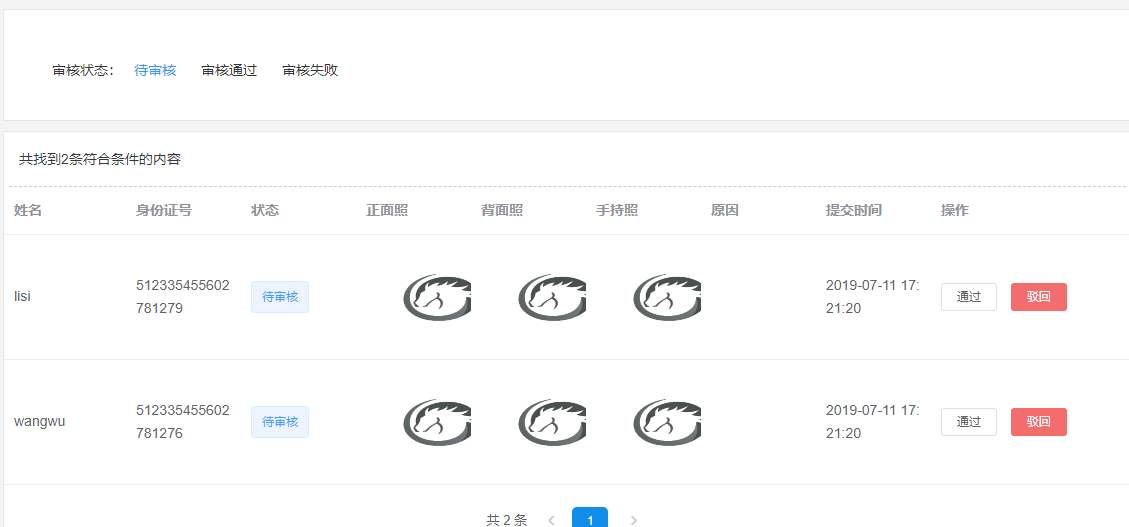 审核状态： 待审核 审核通过 审核失败
共找到2条符合条件的内容
姓名 身份证号 状态 正面照 背面照 手持照 原因 提交时间 操作
lisi 512335455602781279 待审核 2019-07-11 17:21:20 通过 驳回
wangwu 512335455602781276 待审核 2019-07-11 17:21:20 通过 驳回
共 2 条 1